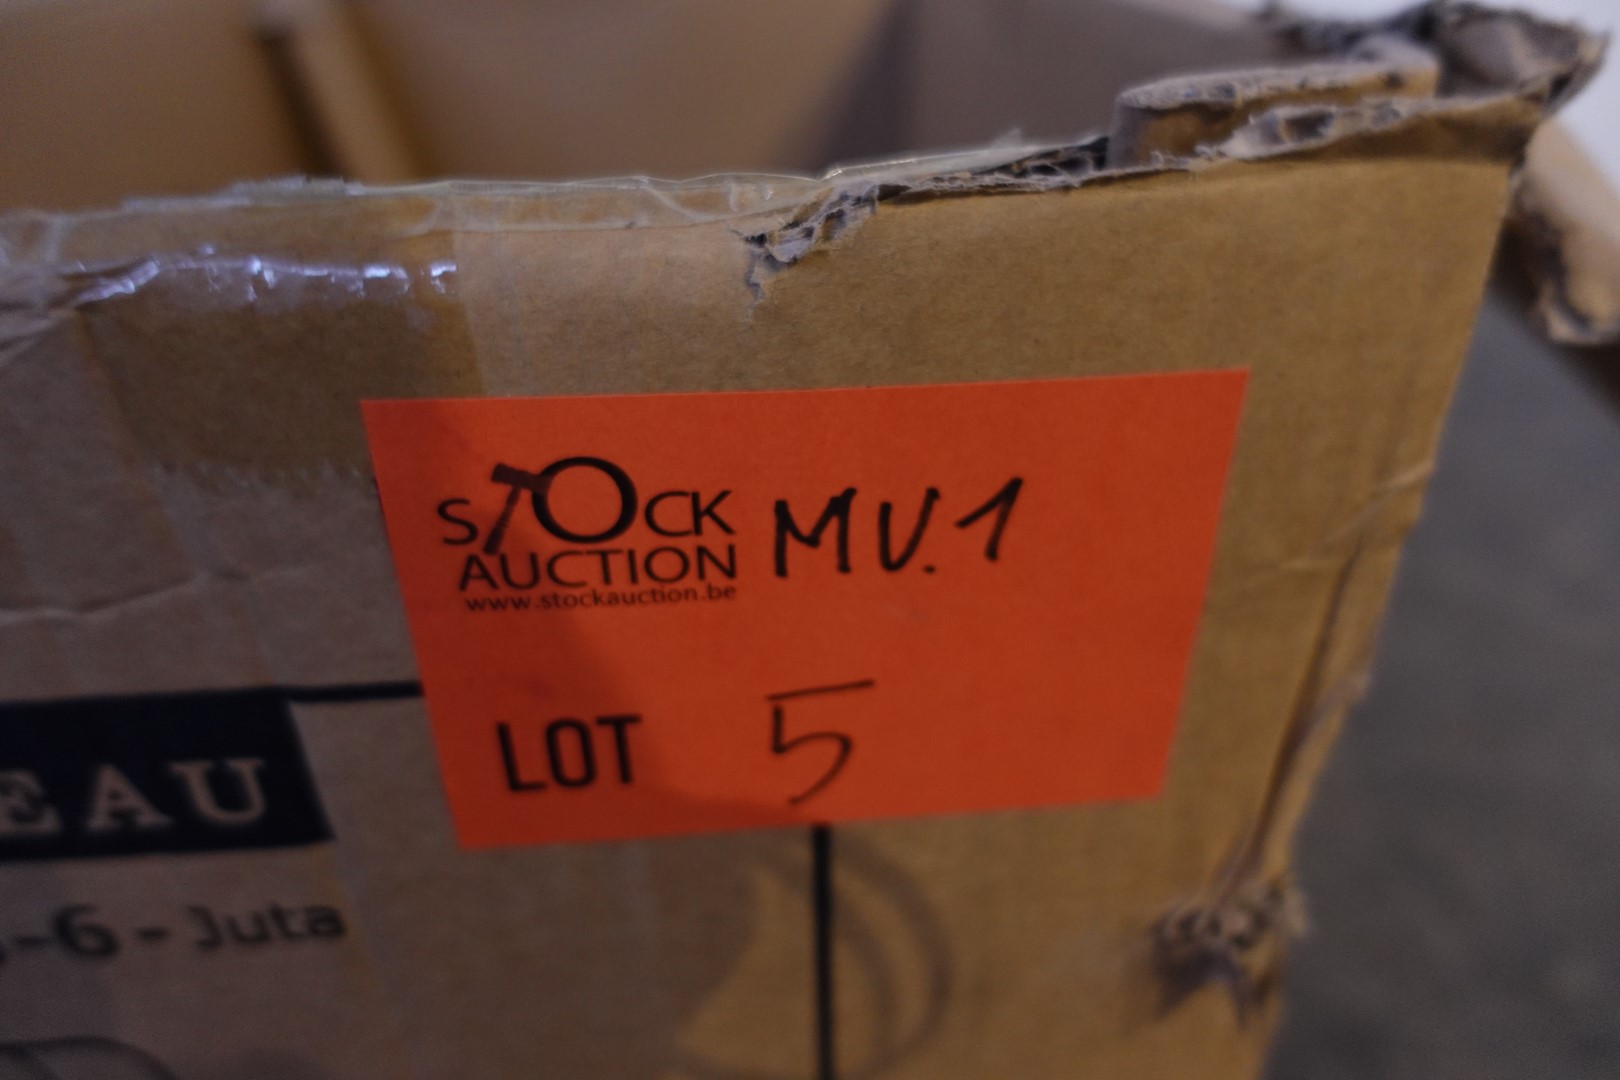 STOCK MV.1
AUCTION
www.stockauction.be
LOT 5
EAU
-6-Juta